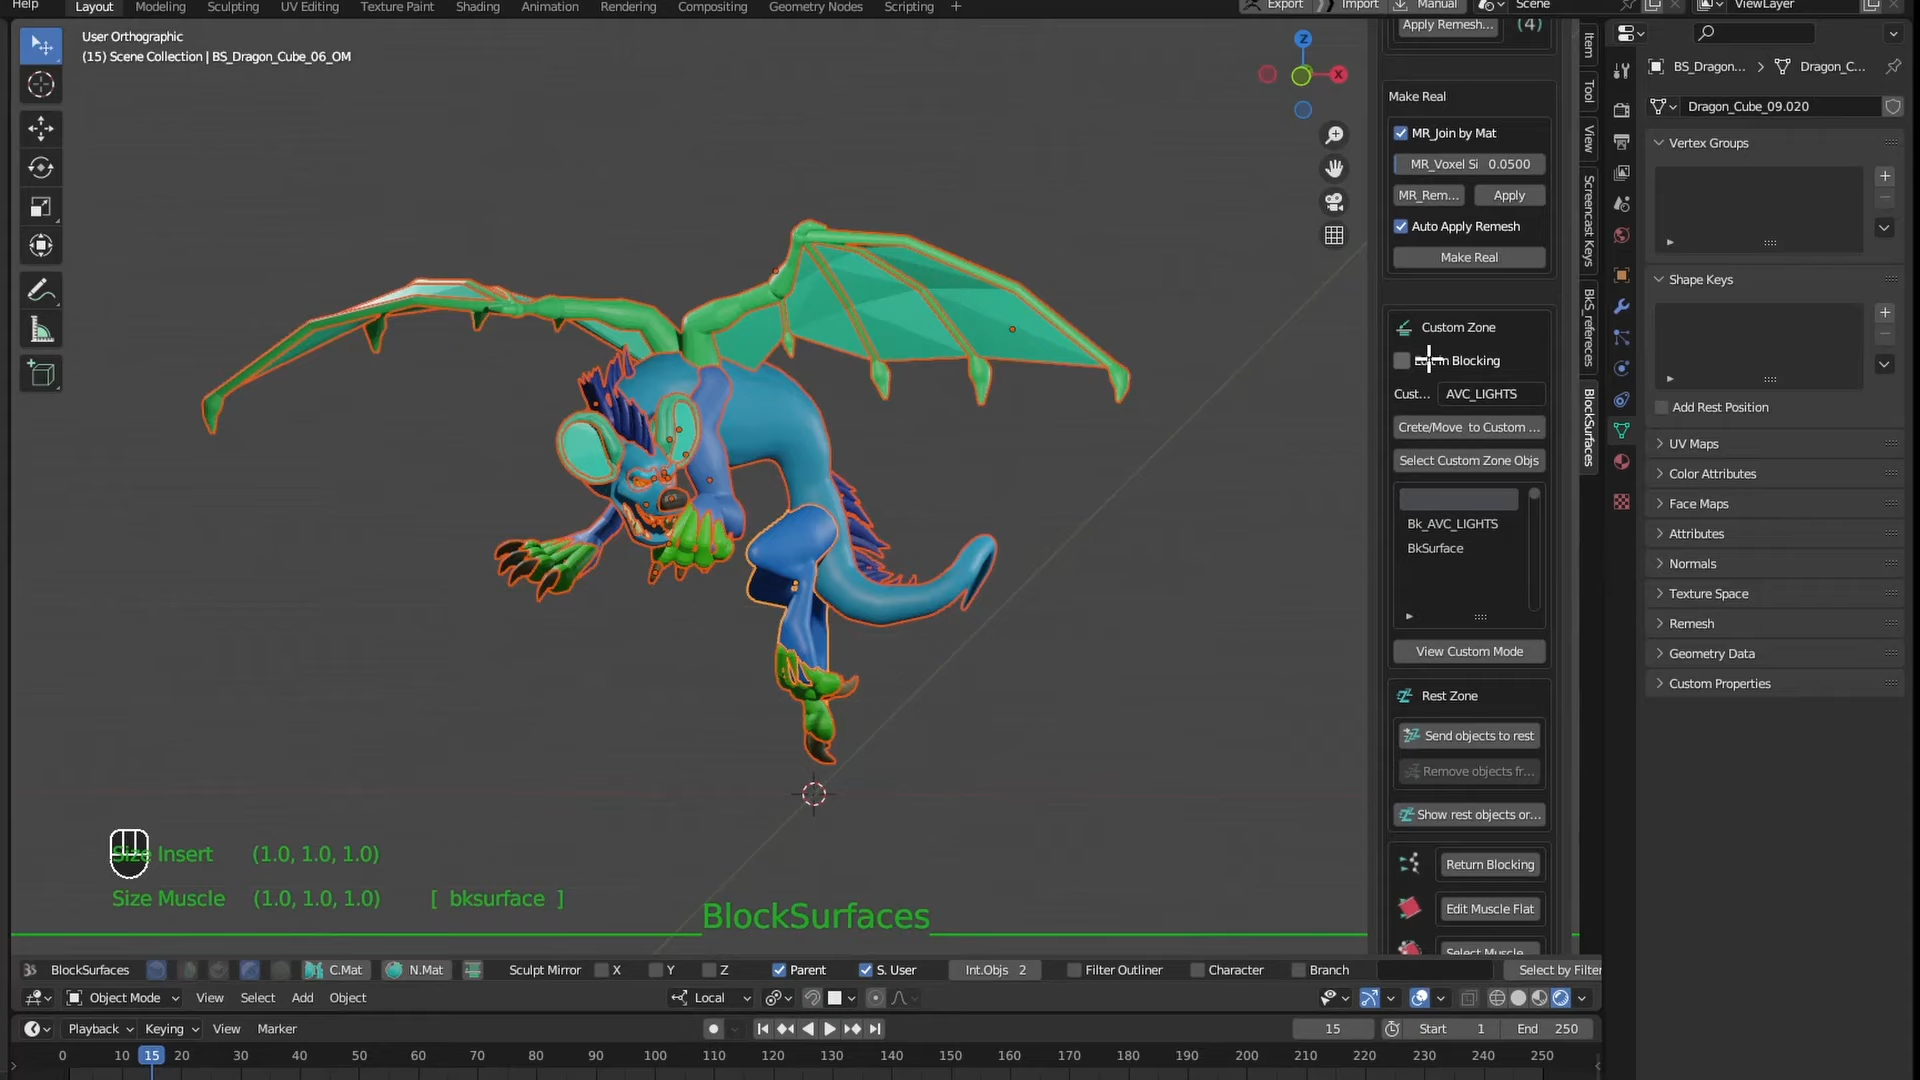 Help
Layout
Modeling
Sculpting
UV Editing
Texture Paint
Shading
Animation
Rendering
Compositing
Geometry Nodes
Scripting
Export
Import
Manual
Scene
ViewLayer
User Orthographic
(15) Scene Collection | BS_Dragon_Cube_06_OM
Z
X
Apply Remesh...
(4)
Make Real
MR_Join by Mat
MR_Voxel Si 0.0500
MR_Rem...
Apply
Auto Apply Remesh
Make Real
Custom Zone
in Blocking
Cust...
AVC_LIGHTS
Crete/Move to Custom ...
Select Custom Zone Objs
Bk_AVC_LIGHTS
BkSurface
View Custom Mode
Rest Zone
Send objects to rest
Remove objects fr...
Show rest objects or...
Return Blocking
Edit Muscle Flat
Select Muscle
Item
Tool
View
Screencast Keys
BkS_refereces
BlockSurfaces
BS_Dragon...
Dragon_C...
Dragon_Cube_09.020
Vertex Groups
Shape Keys
Add Rest Position
UV Maps
Color Attributes
Face Maps
Attributes
Normals
Texture Space
Remesh
Geometry Data
Custom Properties
Size Insert (1.0, 1.0, 1.0)
Size Muscle (1.0, 1.0, 1.0) [ bksurface ]
BlockSurfaces
BlockSurfaces
C.Mat
N.Mat
Sculpt Mirror
X
Y
Z
Parent
S. User
Int.Objs 2
Filter Outliner
Character
Branch
Select by Filter
Object Mode
View
Select
Add
Object
Local
Playback
Keying
View
Marker
15
Start 1
End 250
0 10 15 20 30 40 50 60 70 80 90 100 110 120 130 140 150 160 170 180 190 200 210 220 230 240 250